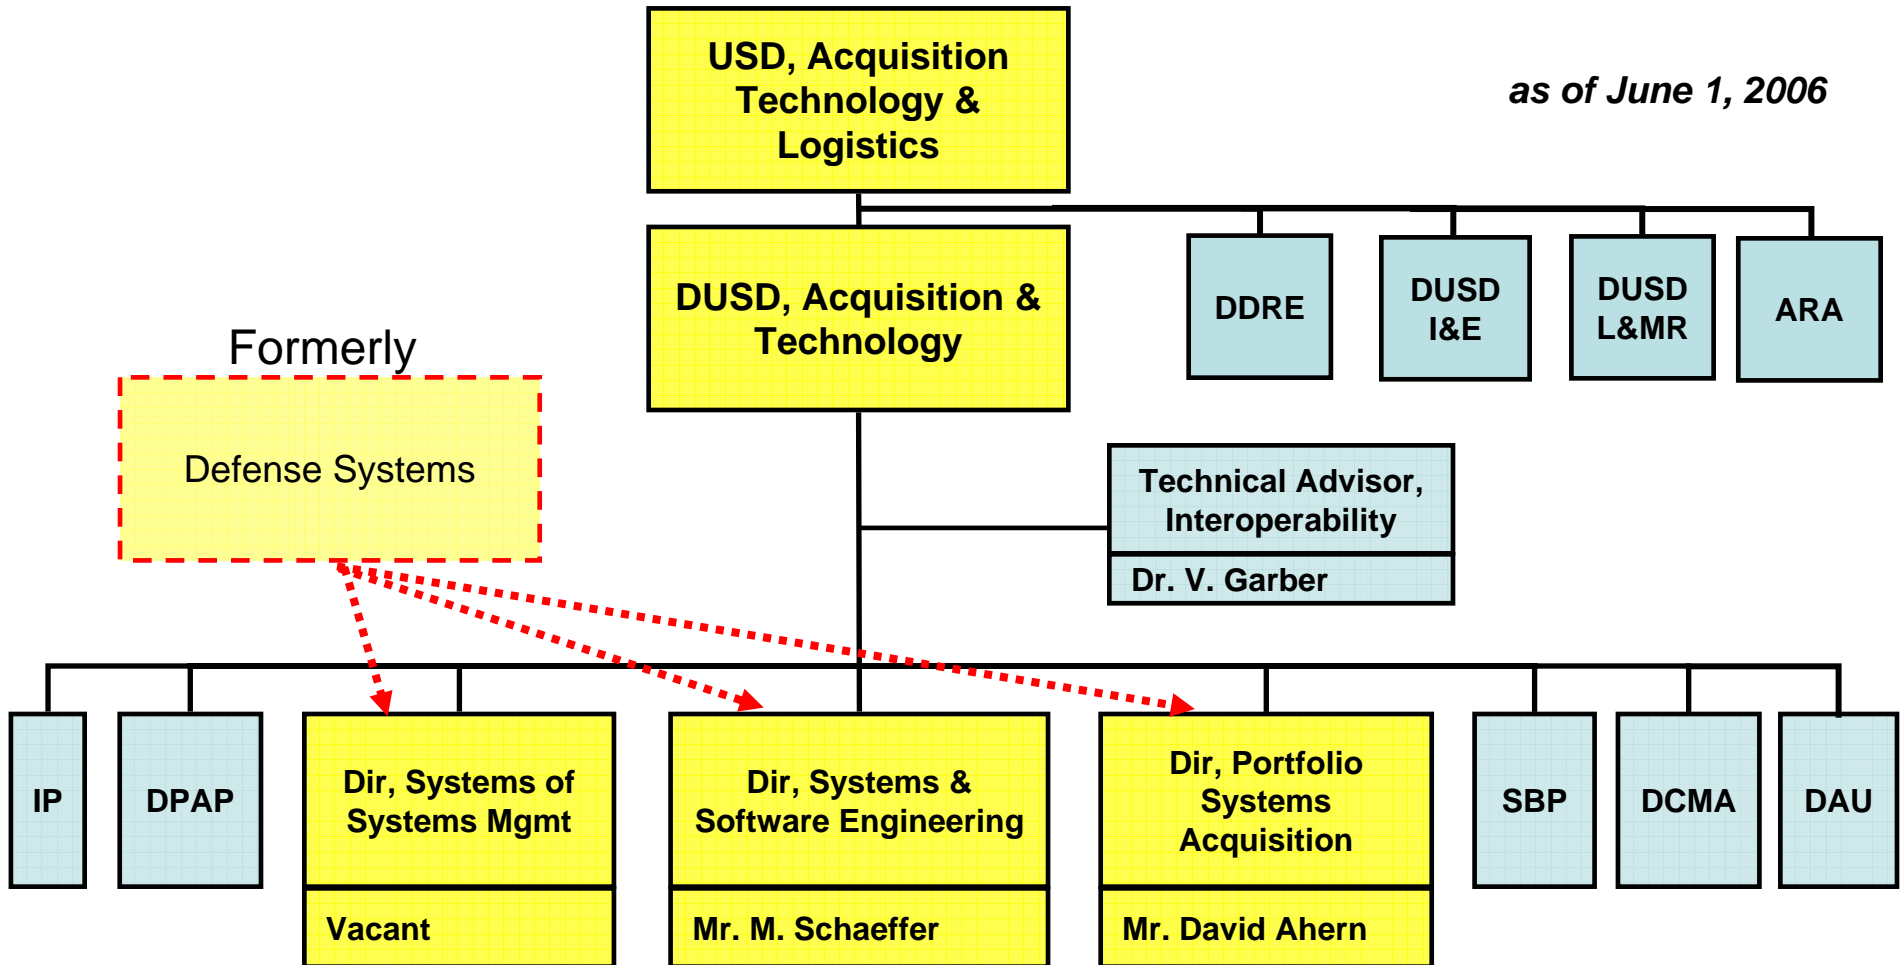 USD, Acquisition
Technology &
Logistics
as of June 1, 2006
DUSD, Acquisition &
Technology
DDRE
DUSD
I&E
DUSD
L&MR
ARA
Formerly
Defense Systems
Technical Advisor,
Interoperability
Dr. V. Garber
IP
DPAP
Dir, Systems of
Systems Mgmt
Vacant
Dir, Systems &
Software Engineering
Mr. M. Schaeffer
Dir, Portfolio
Systems
Acquisition
Mr. David Ahern
SBP
DCMA
DAU